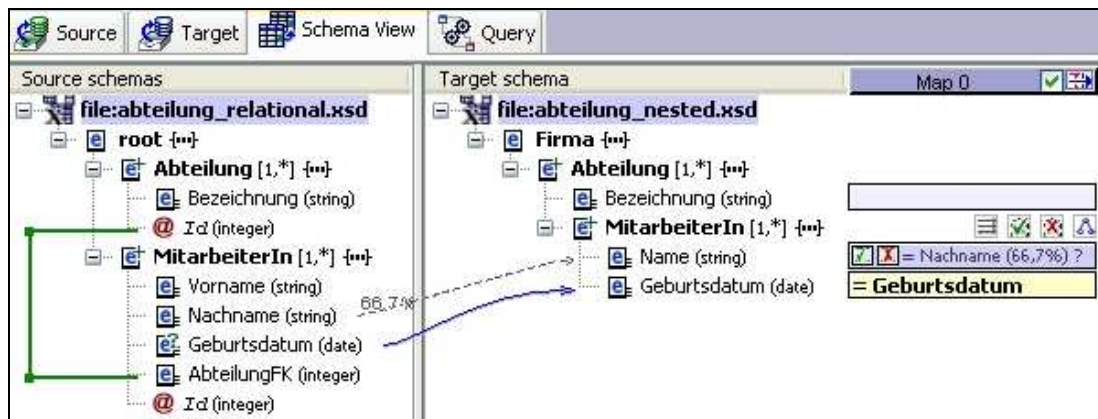 Source Target Schema View Query
Source schemas Target schema Map 0
file:abteilung_relational.xsd file:abteilung_nested.xsd
root Firma
Abteilung [1,*] Abteilung [1,*]
Bezeichnung (string) Bezeichnung (string)
@ Id (integer) MitarbeiterIn [1,*]
MitarbeiterIn [1,*] Name (string) = Nachname (66,7%) ?
Vorname (string) Geburtsdatum (date) = Geburtsdatum
66,7%
Nachname (string)
Geburtsdatum (date)
AbteilungFK (integer)
@ Id (integer)